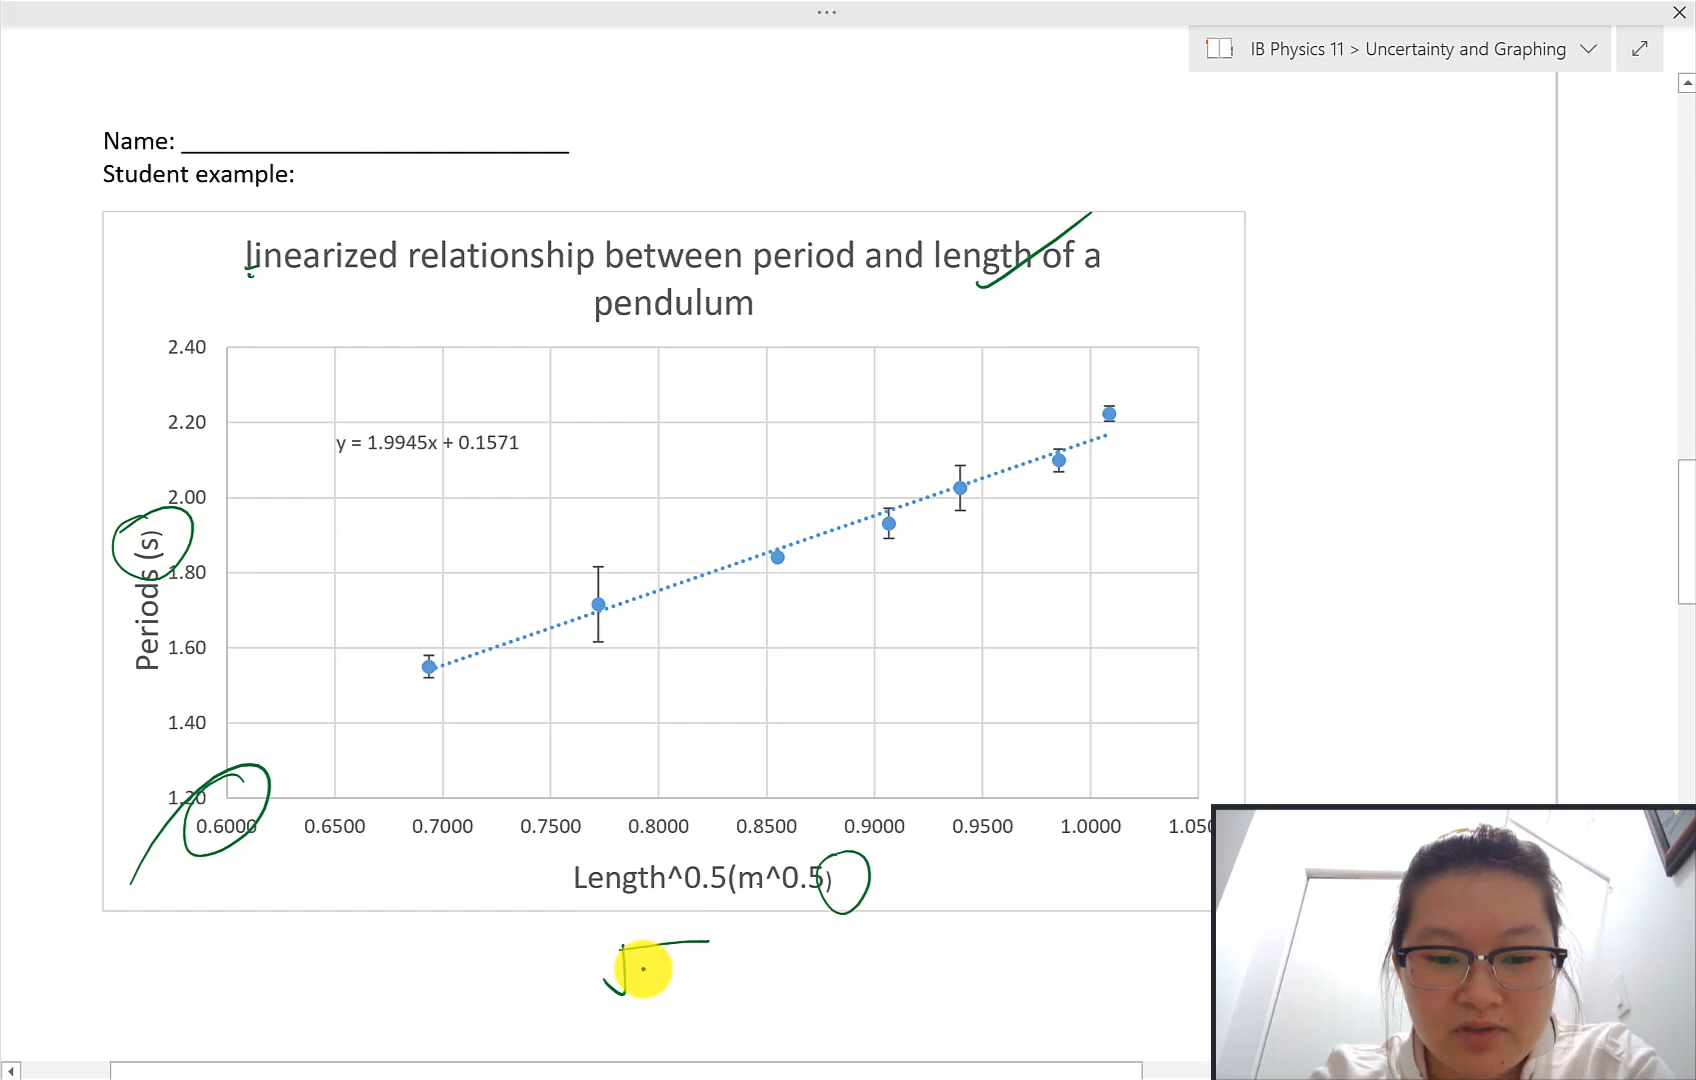 IB Physics 11 > Uncertainty and Graphing
Name:
Student example:
linearized relationship between period and length of a
pendulum
2.40
2.20
y = 1.9945x + 0.1571
2.00
Periods (s)
1.80
1.60
1.40
1.20
0.6000 0.6500 0.7000 0.7500 0.8000 0.8500 0.9000 0.9500 1.0000 1.050
Length^0.5(m^0.5)